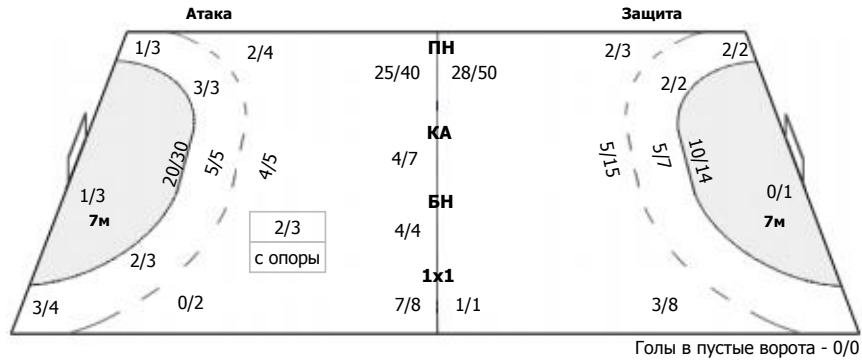 Атака
Защита
1/3
2/4
ПН
2/3
2/2
25/40
28/50
3/3
2/2
КА
20/30
5/5
4/5
4/7
5/15
5/7
10/14
1/3
7м
БН
0/1
7м
2/3
с опоры
4/4
2/3
1x1
3/4
0/2
7/8
1/1
3/8
Голы в пустые ворота - 0/0